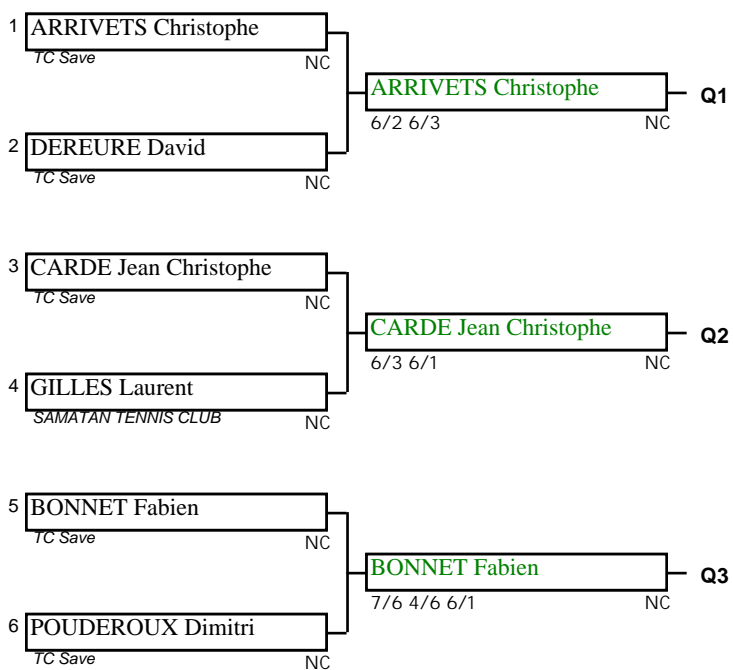 1 ARRIVETS Christophe
TC Save NC
ARRIVETS Christophe Q1
6/2 6/3 NC
2 DEREURE David
TC Save NC
3 CARDE Jean Christophe
TC Save NC
CARDE Jean Christophe Q2
6/3 6/1 NC
4 GILLES Laurent
SAMATAN TENNIS CLUB NC
5 BONNET Fabien
TC Save NC
BONNET Fabien Q3
7/6 4/6 6/1 NC
6 POUDEROUX Dimitri
TC Save NC